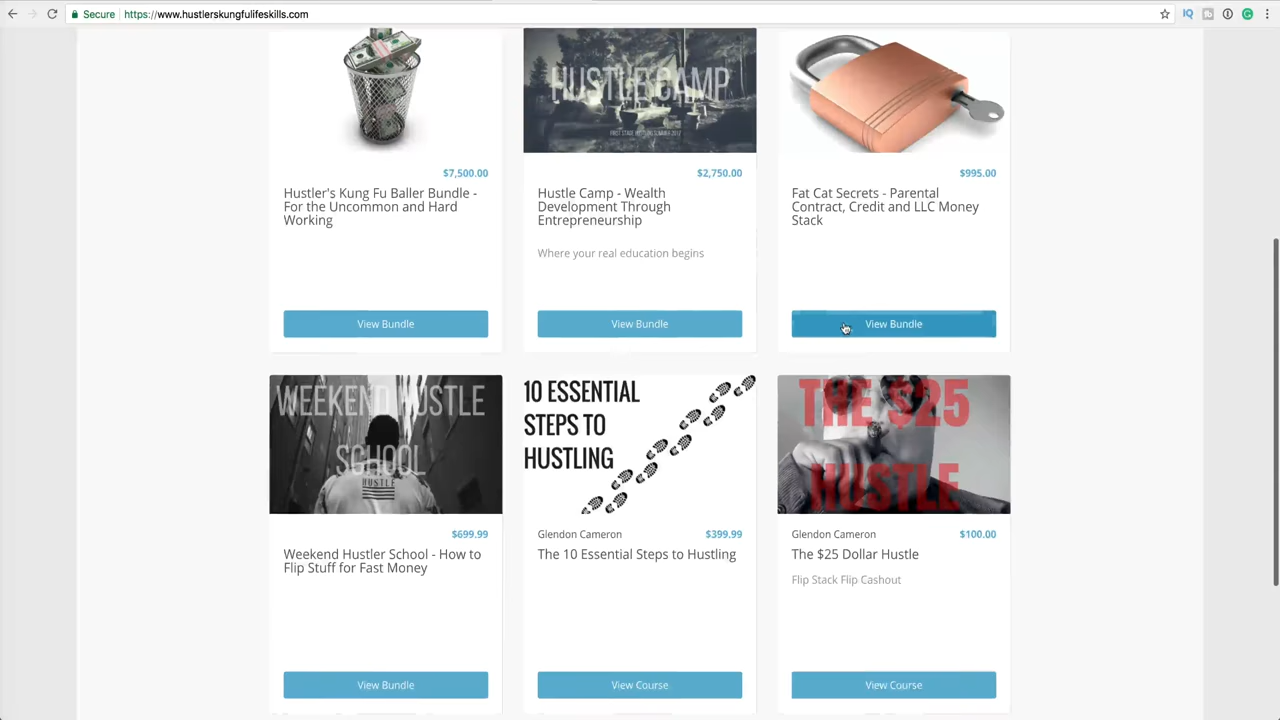 Secure https://www.hustlerskungfulifeskills.com
HUSTLE CAMP
$7,500.00
$2,750.00
$995.00
Hustler's Kung Fu Baller Bundle -
For the Uncommon and Hard
Working
Hustle Camp - Wealth
Development Through
Entrepreneurship
Fat Cat Secrets - Parental
Contract, Credit and LLC Money
Stack
Where your real education begins
View Bundle
View Bundle
View Bundle
WEEKEND HUSTLE
SCHOOL
HUSTLE
10 ESSENTIAL
STEPS TO
HUSTLING
THE $25
HUSTLE
$699.99
Glendon Cameron $399.99
Glendon Cameron $100.00
Weekend Hustler School - How to
Flip Stuff for Fast Money
The 10 Essential Steps to Hustling
The $25 Dollar Hustle
Flip Stack Flip Cashout
View Bundle
View Course
View Course